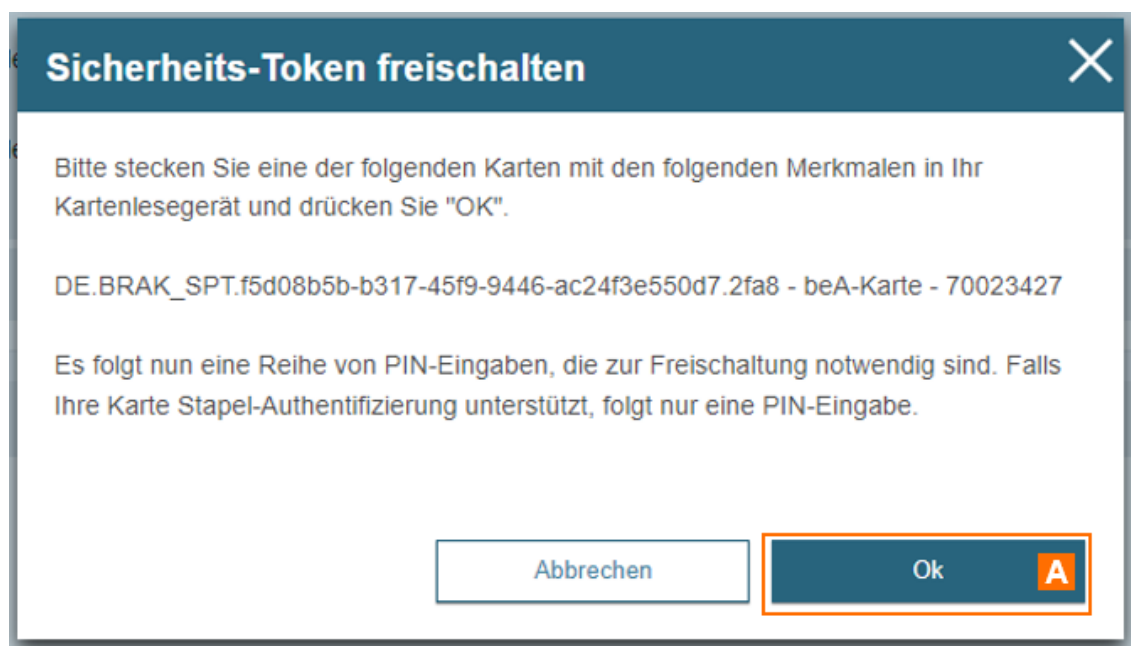 Sicherheits-Token freischalten
Bitte stecken Sie eine der folgenden Karten mit den folgenden Merkmalen in Ihr
Kartenlesegerät und drücken Sie "OK".
DE.BRAK_SPT.f5d08b5b-b317-45f9-9446-ac24f3e550d7.2fa8 - beA-Karte - 70023427
Es folgt nun eine Reihe von PIN-Eingaben, die zur Freischaltung notwendig sind. Falls
Ihre Karte Stapel-Authentifizierung unterstützt, folgt nur eine PIN-Eingabe.
Abbrechen
Ok A